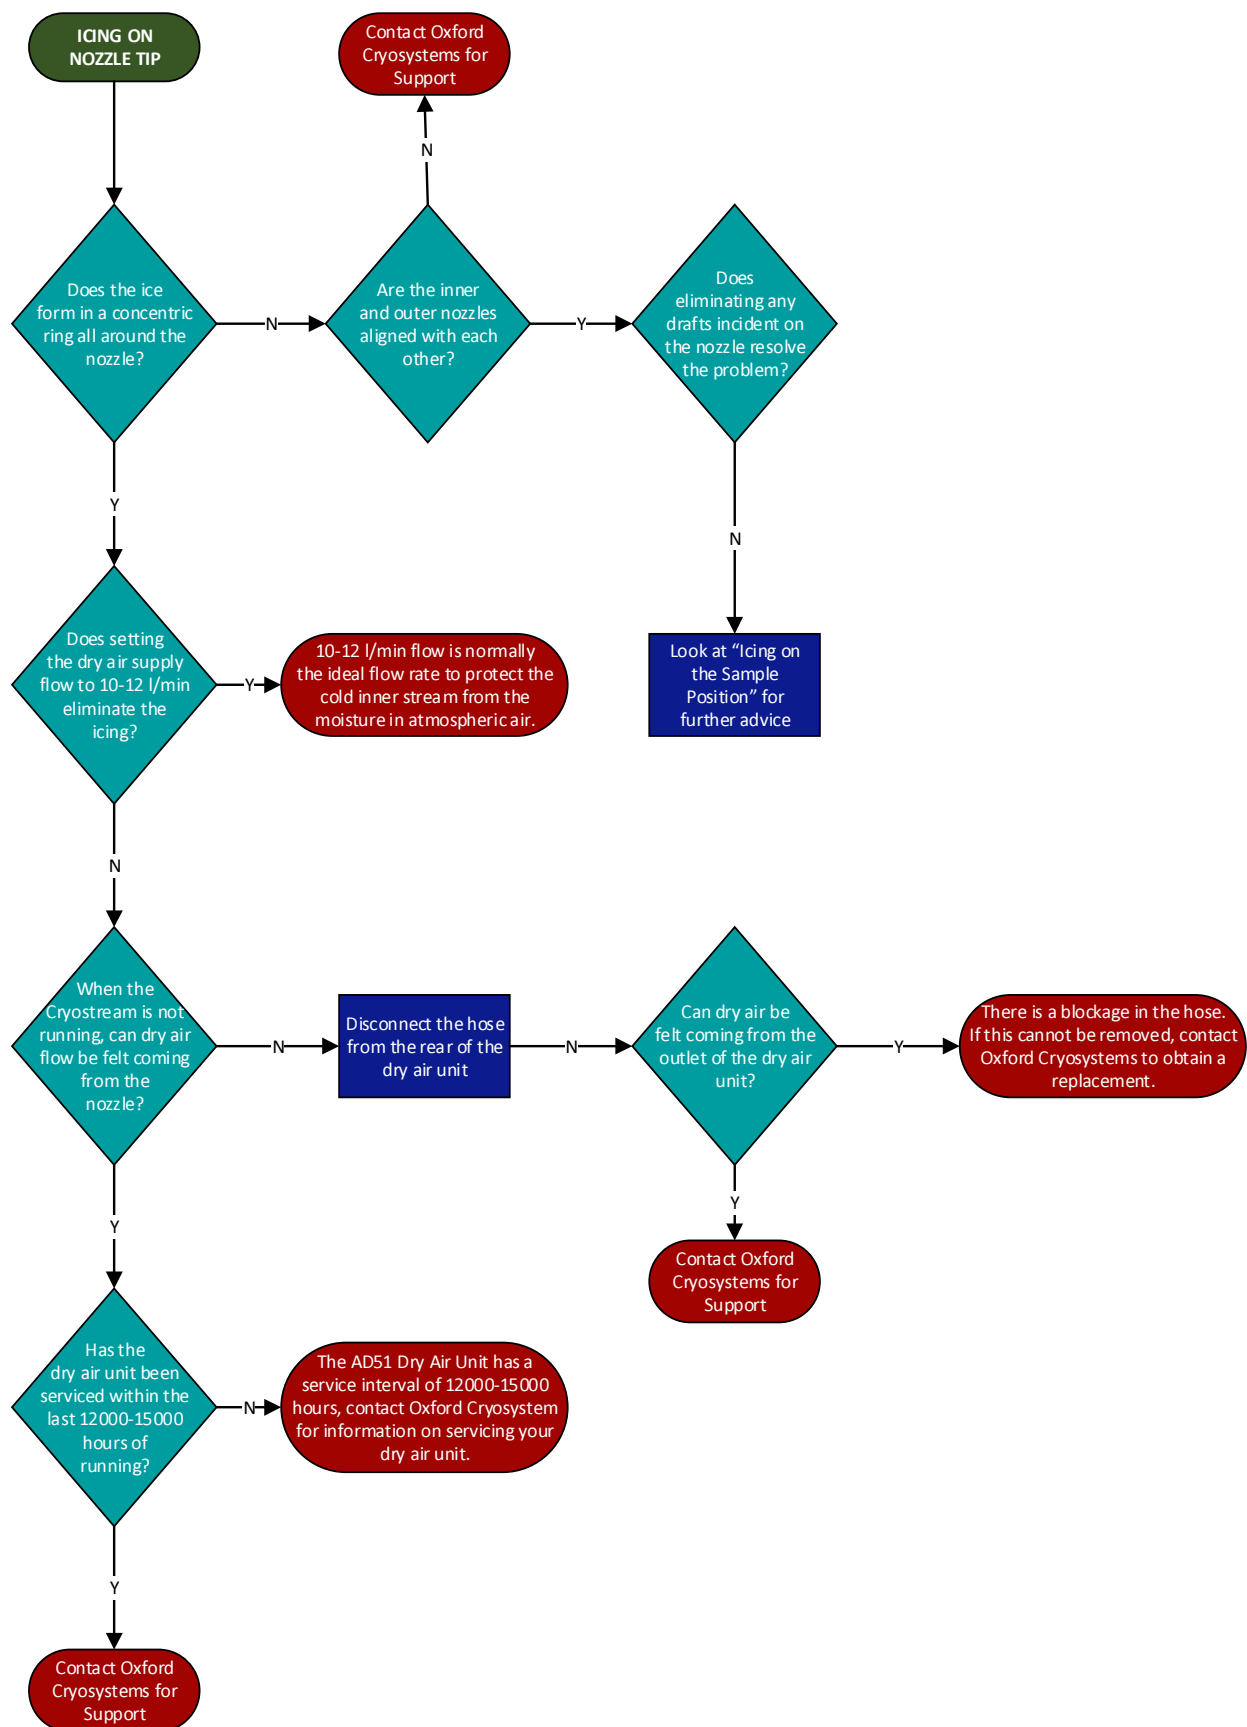 ICING ON
NOZZLE TIP
Contact Oxford
Cryosystems for
Support
N
Does the ice
form in a concentric
ring all around the
nozzle?
N
Are the inner
and outer nozzles
aligned with each
other?
Y
Does
eliminating any
drafts incident on
the nozzle resolve
the problem?
Y
N
Does setting
the dry air supply
flow to 10-12 l/min
eliminate the
icing?
Y
10-12 l/min flow is normally
the ideal flow rate to protect the
cold inner stream from the
moisture in atmospheric air.
Look at “Icing on
the Sample
Position” for
further advice
N
When the
Cryostream is not
running, can dry air
flow be felt coming
from the
nozzle?
N
Disconnect the hose
from the rear of the
dry air unit
N
Can dry air be
felt coming from the
outlet of the dry air
unit?
Y
There is a blockage in the hose.
If this cannot be removed, contact
Oxford Cryosystems to obtain a
replacement.
Y
Y
Contact Oxford
Cryosystems for
Support
Has the
dry air unit been
serviced within the
last 12000-15000
hours of
running?
N
The AD51 Dry Air Unit has a
service interval of 12000-15000
hours, contact Oxford Cryosystem
for information on servicing your
dry air unit.
Y
Contact Oxford
Cryosystems for
Support